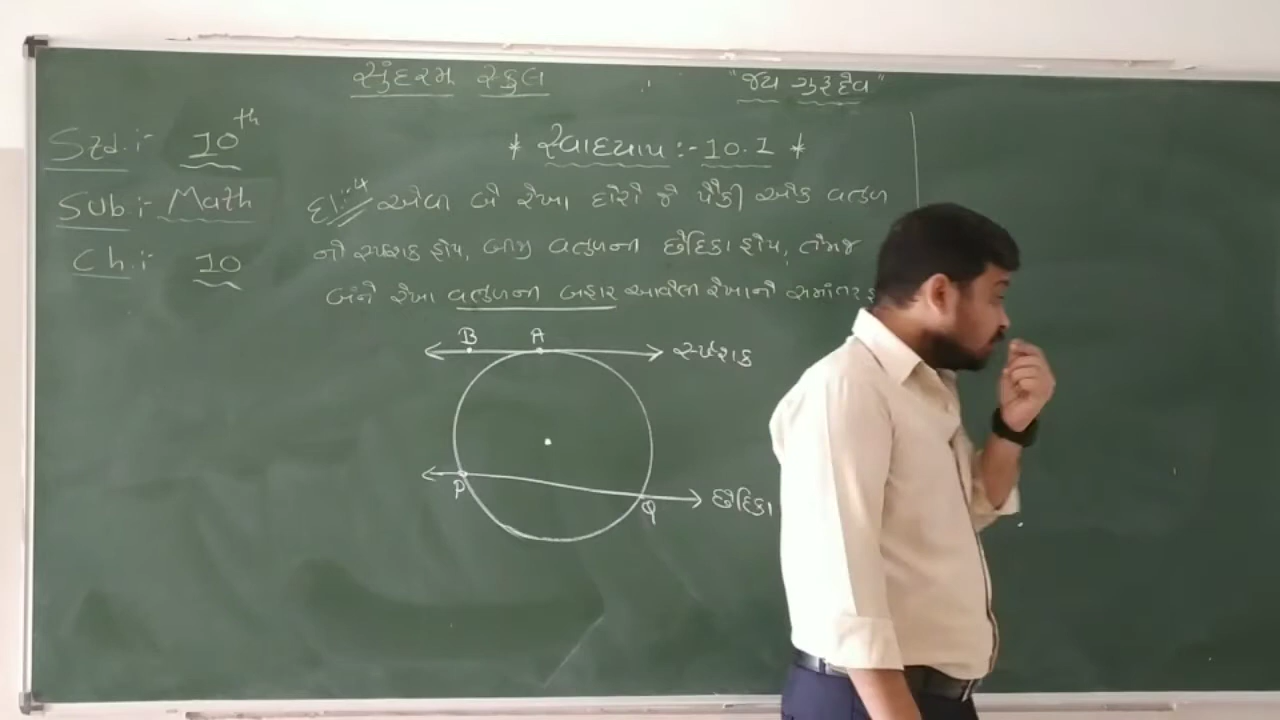 સુંદરમ સ્કુલ
"જય ગુરૂદેવ"
Std.:- 10th
Sub:- Math
Ch.:- 10
* સ્વાધ્યાય :- 10.1 *
દા.:-4 એવી બે રેખા દોરો જે પૈકી એક વર્તુળ
નો સ્પર્શક હોય, બીજી વર્તુળની છેદિકા હોય, તેમજ
બંને રેખા વર્તુળની બહાર આવેલી રેખાને સમાંતર
B A
સ્પર્શક
P
Q
છેદિકા